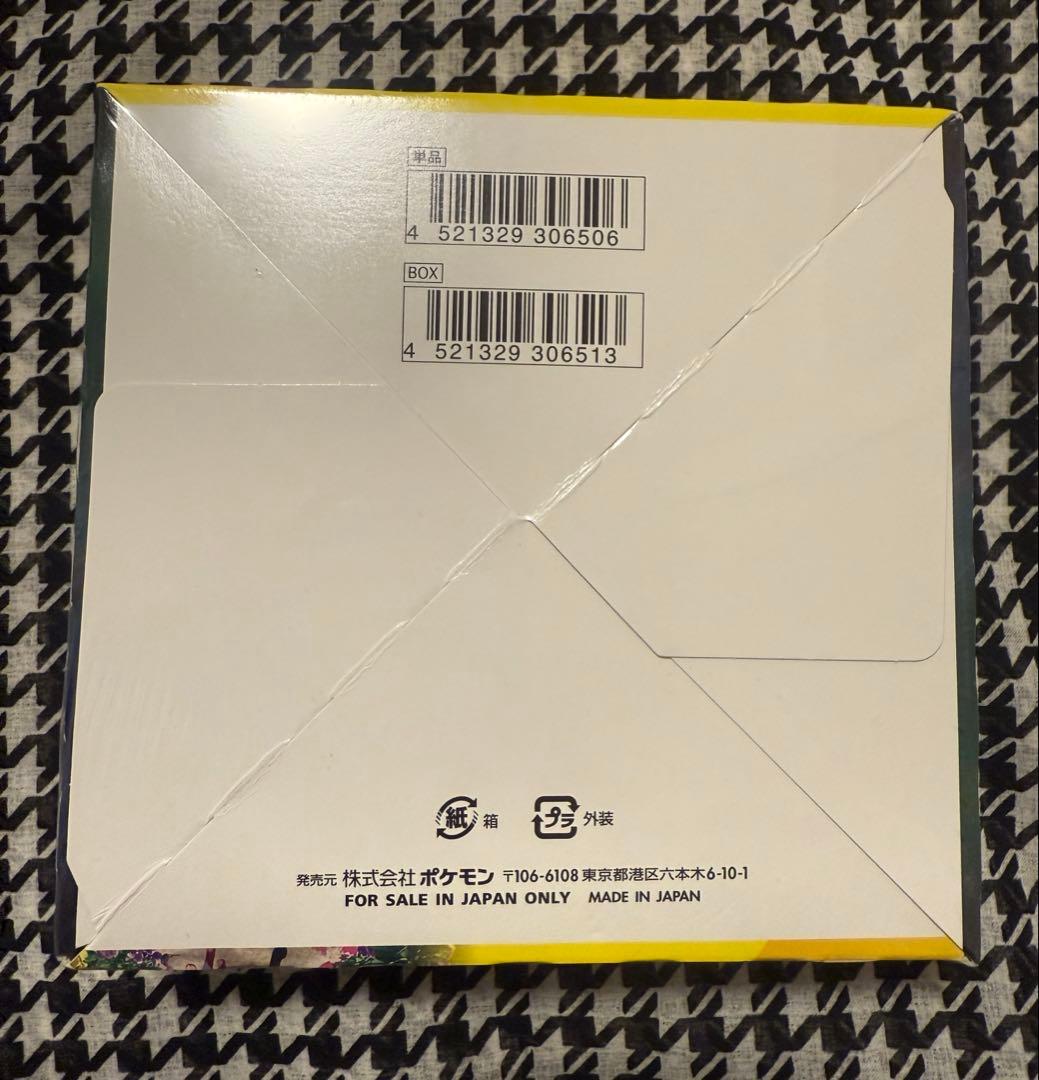 単品
4 521329 306506
BOX
4 521329 306513
紙 箱 プラ 外装
発売元 株式会社ポケモン 〒106-6108 東京都港区六本木6-10-1
FOR SALE IN JAPAN ONLY MADE IN JAPAN